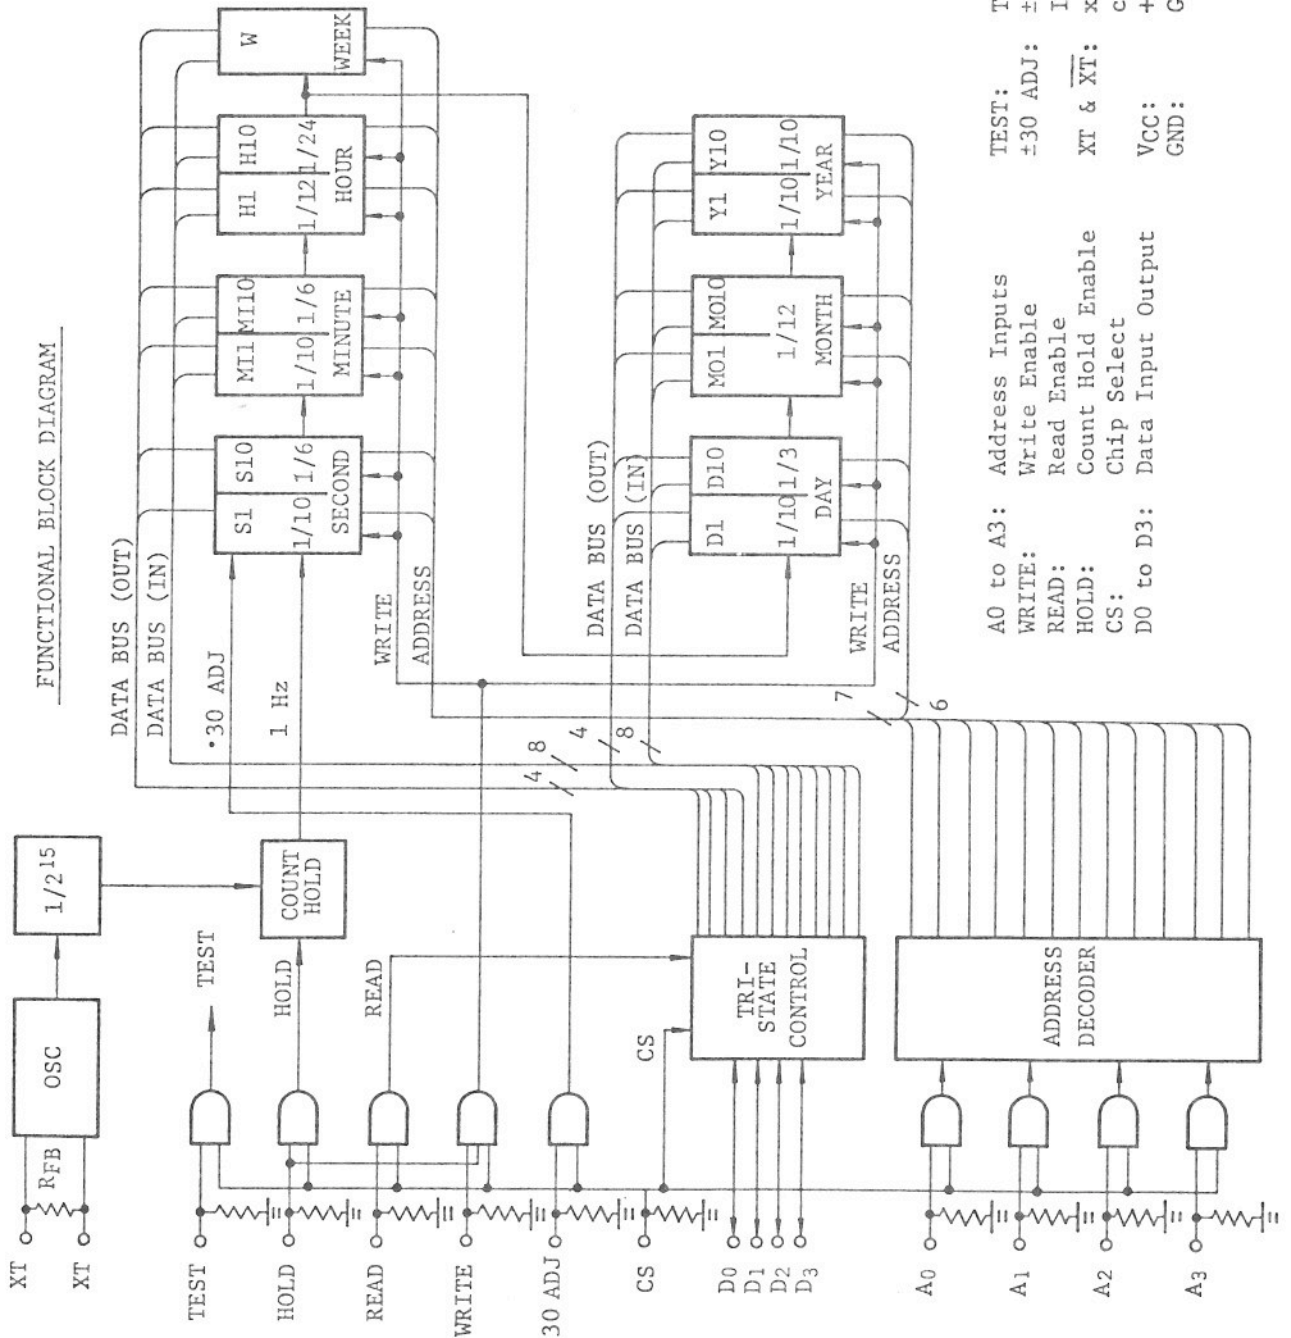 FUNCTIONAL BLOCK DIAGRAM
XT
XT
RFB
OSC
1/2¹⁵
TEST
HOLD
READ
WRITE
30 ADJ
CS
D0
D1
D2
D3
A0
A1
A2
A3
TEST
HOLD
READ
CS
COUNT
HOLD
TRI-
STATE
CONTROL
ADDRESS
DECODER
DATA BUS (OUT)
DATA BUS (IN)
·30 ADJ
1 Hz
WRITE
ADDRESS
4
8
4
8
7
6
S1 S10
1/10 1/6
SECOND
MI1 MI10
1/10 1/6
MINUTE
H1 H10
1/12 1/24
HOUR
W
WEEK
DATA BUS (OUT)
DATA BUS (IN)
WRITE
ADDRESS
D1 D10
1/10 1/3
DAY
MO1 MO10
1/12
MONTH
Y1 Y10
1/10 1/10
YEAR
A0 to A3: Address Inputs
WRITE: Write Enable
READ: Read Enable
HOLD: Count Hold Enable
CS: Chip Select
D0 to D3: Data Input Output
TEST: T
±30 ADJ: ±
I
XT & X̅T̅: x
c
VCC: +
GND: G